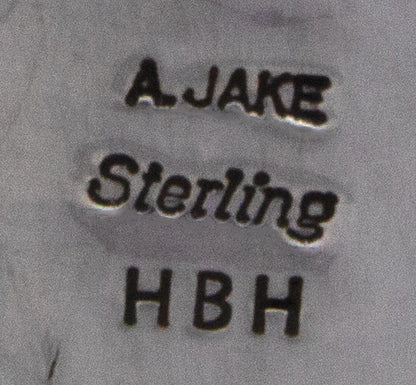 A. JAKE
Sterling
HBH